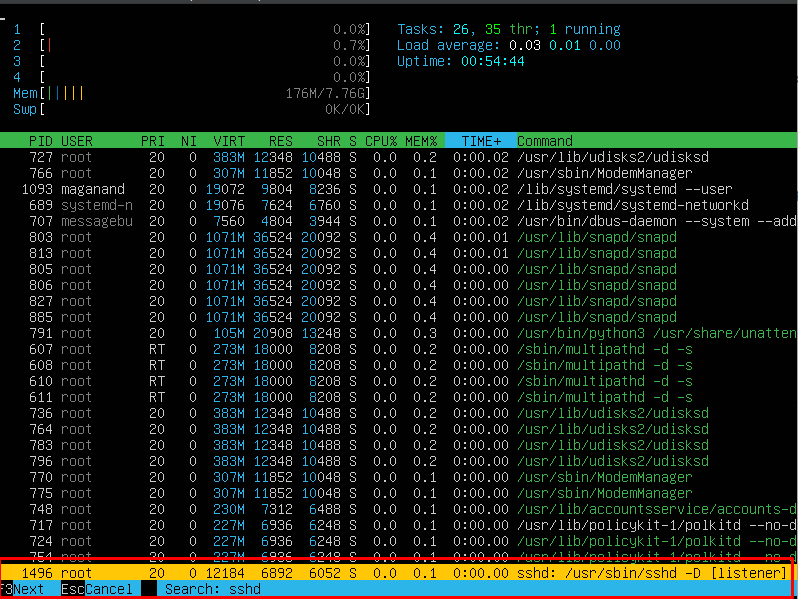 1 [ 0.0%] Tasks: 26, 35 thr; 1 running
2 [| 0.7%] Load average: 0.03 0.01 0.00
3 [ 0.0%] Uptime: 00:54:44
4 [ 0.0%]
Mem[||||| 176M/7.76G]
Swp[ 0K/0K]
PID USER PRI NI VIRT RES SHR S CPU% MEM% TIME+ Command
727 root 20 0 383M 12348 10488 S 0.0 0.2 0:00.02 /usr/lib/udisks2/udisksd
766 root 20 0 307M 11852 10048 S 0.0 0.1 0:00.02 /usr/sbin/ModemManager
1093 maganand 20 0 19072 9804 8236 S 0.0 0.1 0:00.02 /lib/systemd/systemd --user
689 systemd-n 20 0 19076 7624 6760 S 0.0 0.1 0:00.02 /lib/systemd/systemd-networkd
707 messagebu 20 0 7560 4804 3944 S 0.0 0.1 0:00.02 /usr/bin/dbus-daemon --system --add
803 root 20 0 1071M 36524 20092 S 0.0 0.4 0:00.01 /usr/lib/snapd/snapd
813 root 20 0 1071M 36524 20092 S 0.0 0.4 0:00.01 /usr/lib/snapd/snapd
805 root 20 0 1071M 36524 20092 S 0.0 0.4 0:00.00 /usr/lib/snapd/snapd
806 root 20 0 1071M 36524 20092 S 0.0 0.4 0:00.00 /usr/lib/snapd/snapd
827 root 20 0 1071M 36524 20092 S 0.0 0.4 0:00.00 /usr/lib/snapd/snapd
885 root 20 0 1071M 36524 20092 S 0.0 0.4 0:00.00 /usr/lib/snapd/snapd
791 root 20 0 105M 20908 13248 S 0.0 0.3 0:00.00 /usr/bin/python3 /usr/share/unatten
607 root RT 0 273M 18000 8208 S 0.0 0.2 0:00.00 /sbin/multipathd -d -s
608 root RT 0 273M 18000 8208 S 0.0 0.2 0:00.00 /sbin/multipathd -d -s
610 root RT 0 273M 18000 8208 S 0.0 0.2 0:00.00 /sbin/multipathd -d -s
611 root RT 0 273M 18000 8208 S 0.0 0.2 0:00.00 /sbin/multipathd -d -s
736 root 20 0 383M 12348 10488 S 0.0 0.2 0:00.00 /usr/lib/udisks2/udisksd
764 root 20 0 383M 12348 10488 S 0.0 0.2 0:00.00 /usr/lib/udisks2/udisksd
783 root 20 0 383M 12348 10488 S 0.0 0.2 0:00.00 /usr/lib/udisks2/udisksd
796 root 20 0 383M 12348 10488 S 0.0 0.2 0:00.00 /usr/lib/udisks2/udisksd
770 root 20 0 307M 11852 10048 S 0.0 0.1 0:00.00 /usr/sbin/ModemManager
775 root 20 0 307M 11852 10048 S 0.0 0.1 0:00.00 /usr/sbin/ModemManager
748 root 20 0 230M 7312 6488 S 0.0 0.1 0:00.00 /usr/lib/accountsservice/accounts-d
717 root 20 0 227M 6936 6248 S 0.0 0.1 0:00.00 /usr/lib/policykit-1/polkitd --no-d
724 root 20 0 227M 6936 6248 S 0.0 0.1 0:00.00 /usr/lib/policykit-1/polkitd --no-d
754 root 20 0 227M 6936 6248 S 0.0 0.1 0:00.00 /usr/lib/policykit-1/polkitd --no-d
1496 root 20 0 12184 6892 6052 S 0.0 0.1 0:00.00 sshd: /usr/sbin/sshd -D [listener]
F3Next EscCancel Search: sshd